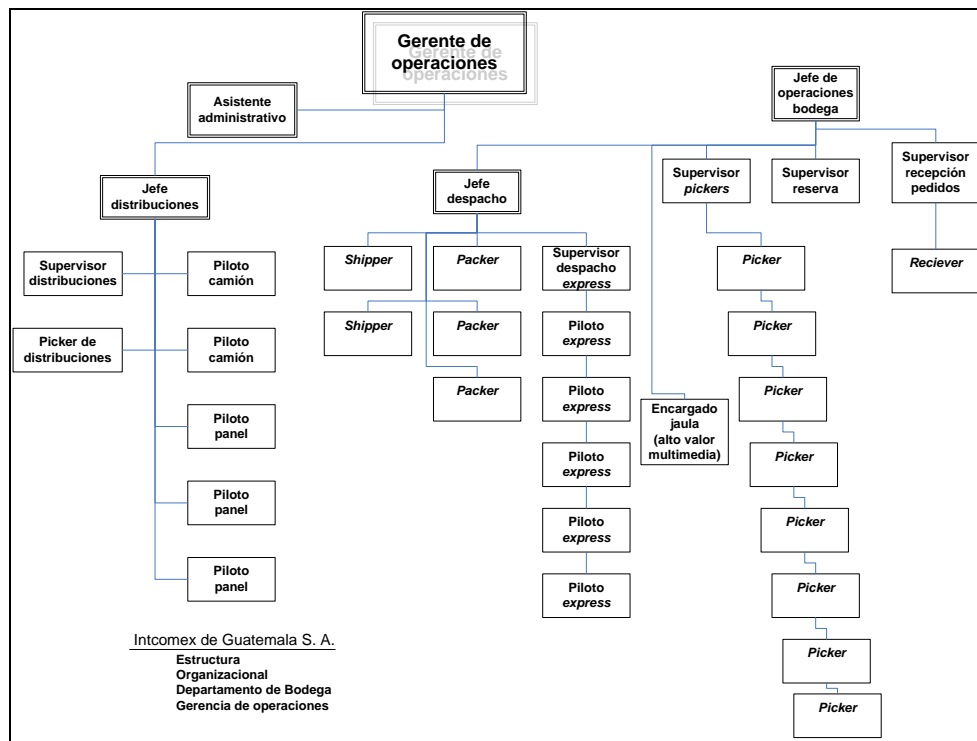 Gerente de
operaciones
Gerente de
operaciones
Asistente
administrativo
Jefe de
operaciones
bodega
Jefe
distribuciones
Jefe
despacho
Supervisor
pickers
Supervisor
reserva
Supervisor
recepción
pedidos
Supervisor
distribuciones
Piloto
camión
Shipper
Packer
Supervisor
despacho
express
Picker
Reciever
Picker de
distribuciones
Piloto
camión
Shipper
Packer
Piloto
express
Picker
Packer
Piloto
express
Encargado
jaula
(alto valor
multimedia)
Picker
Piloto
panel
Piloto
express
Picker
Piloto
panel
Piloto
express
Picker
Piloto
panel
Piloto
express
Picker
Picker
Picker
Intcomex de Guatemala S. A.
Estructura
Organizacional
Departamento de Bodega
Gerencia de operaciones